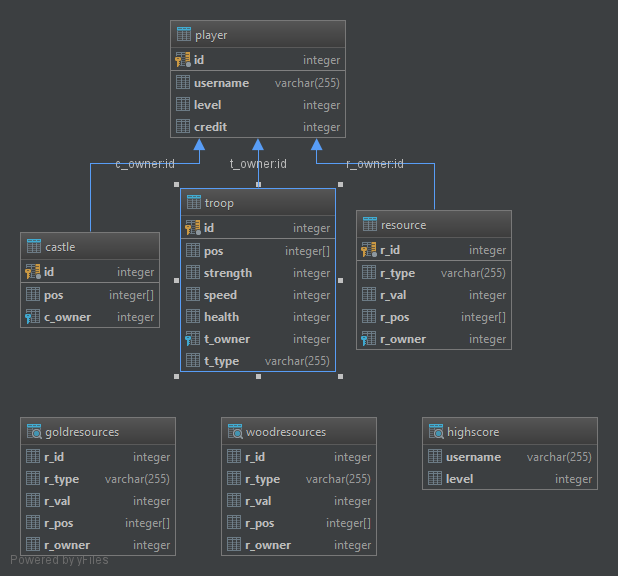 player
id integer
username varchar(255)
level integer
credit integer
c_owner:id
t_owner:id
r_owner:id
castle
id integer
pos integer[]
c_owner integer
troop
id integer
pos integer[]
strength integer
speed integer
health integer
t_owner integer
t_type varchar(255)
resource
r_id integer
r_type varchar(255)
r_val integer
r_pos integer[]
r_owner integer
goldresources
r_id integer
r_type varchar(255)
r_val integer
r_pos integer[]
r_owner integer
woodresources
r_id integer
r_type varchar(255)
r_val integer
r_pos integer[]
r_owner integer
highscore
username varchar(255)
level integer
Powered by yFiles